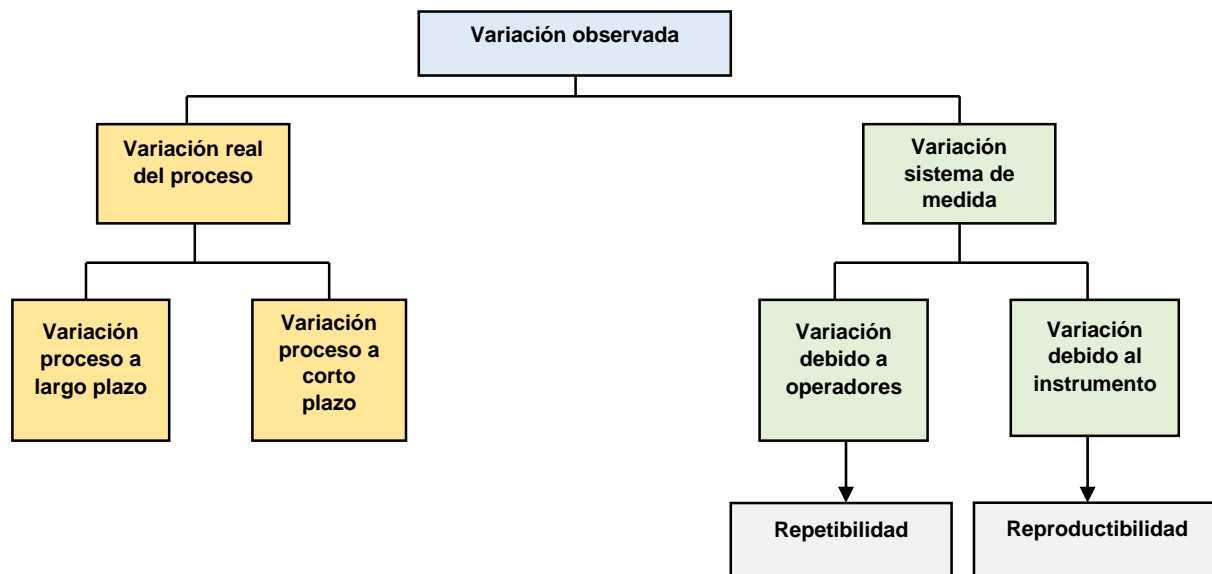 Variación observada
Variación real
del proceso
Variación
sistema de
medida
Variación
proceso a
largo plazo
Variación
proceso a
corto
plazo
Variación
debido a
operadores
Variación
debido al
instrumento
Repetibilidad
Reproductibilidad